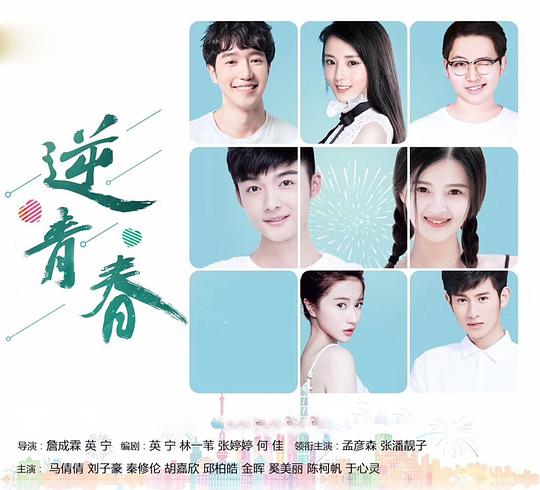 逆青春
导演：詹成霖 英 宁 编剧：英 宁 林一苇 张婷婷 何 佳 领衔主演：孟彦森 张潘靓子
主演：马倩倩 刘子豪 秦修伦 胡嘉欣 邱柏皓 金晖 奚美丽 陈柯帆 于心灵